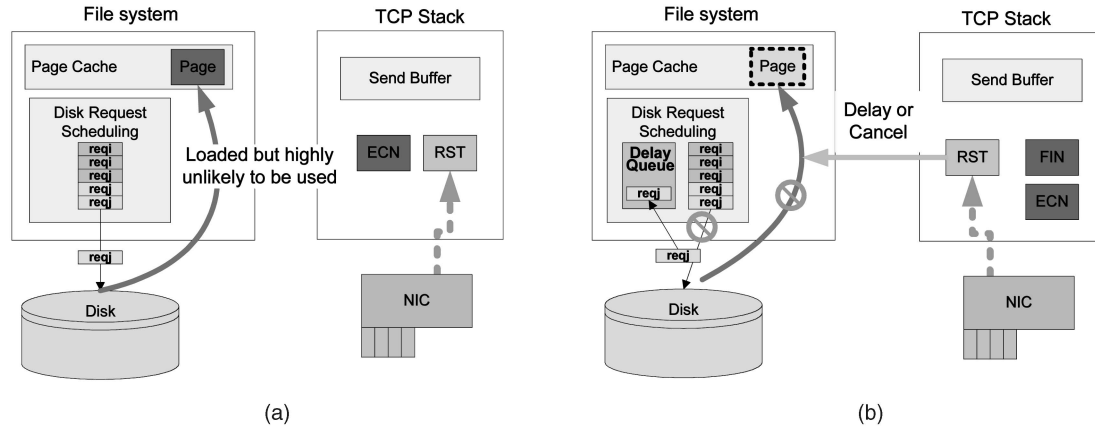 File system
TCP Stack
Page Cache
Page
Send Buffer
Disk Request
Scheduling
reqi
reqi
reqi
reqj
reqj
Loaded but highly
unlikely to be used
ECN
RST
reqj
NIC
Disk
(a)
File system
TCP Stack
Page Cache
Page
Send Buffer
Disk Request
Scheduling
Delay
Queue
reqj
reqi
reqi
reqi
reqj
reqj
Delay or
Cancel
RST
FIN
ECN
reqj
NIC
Disk
(b)